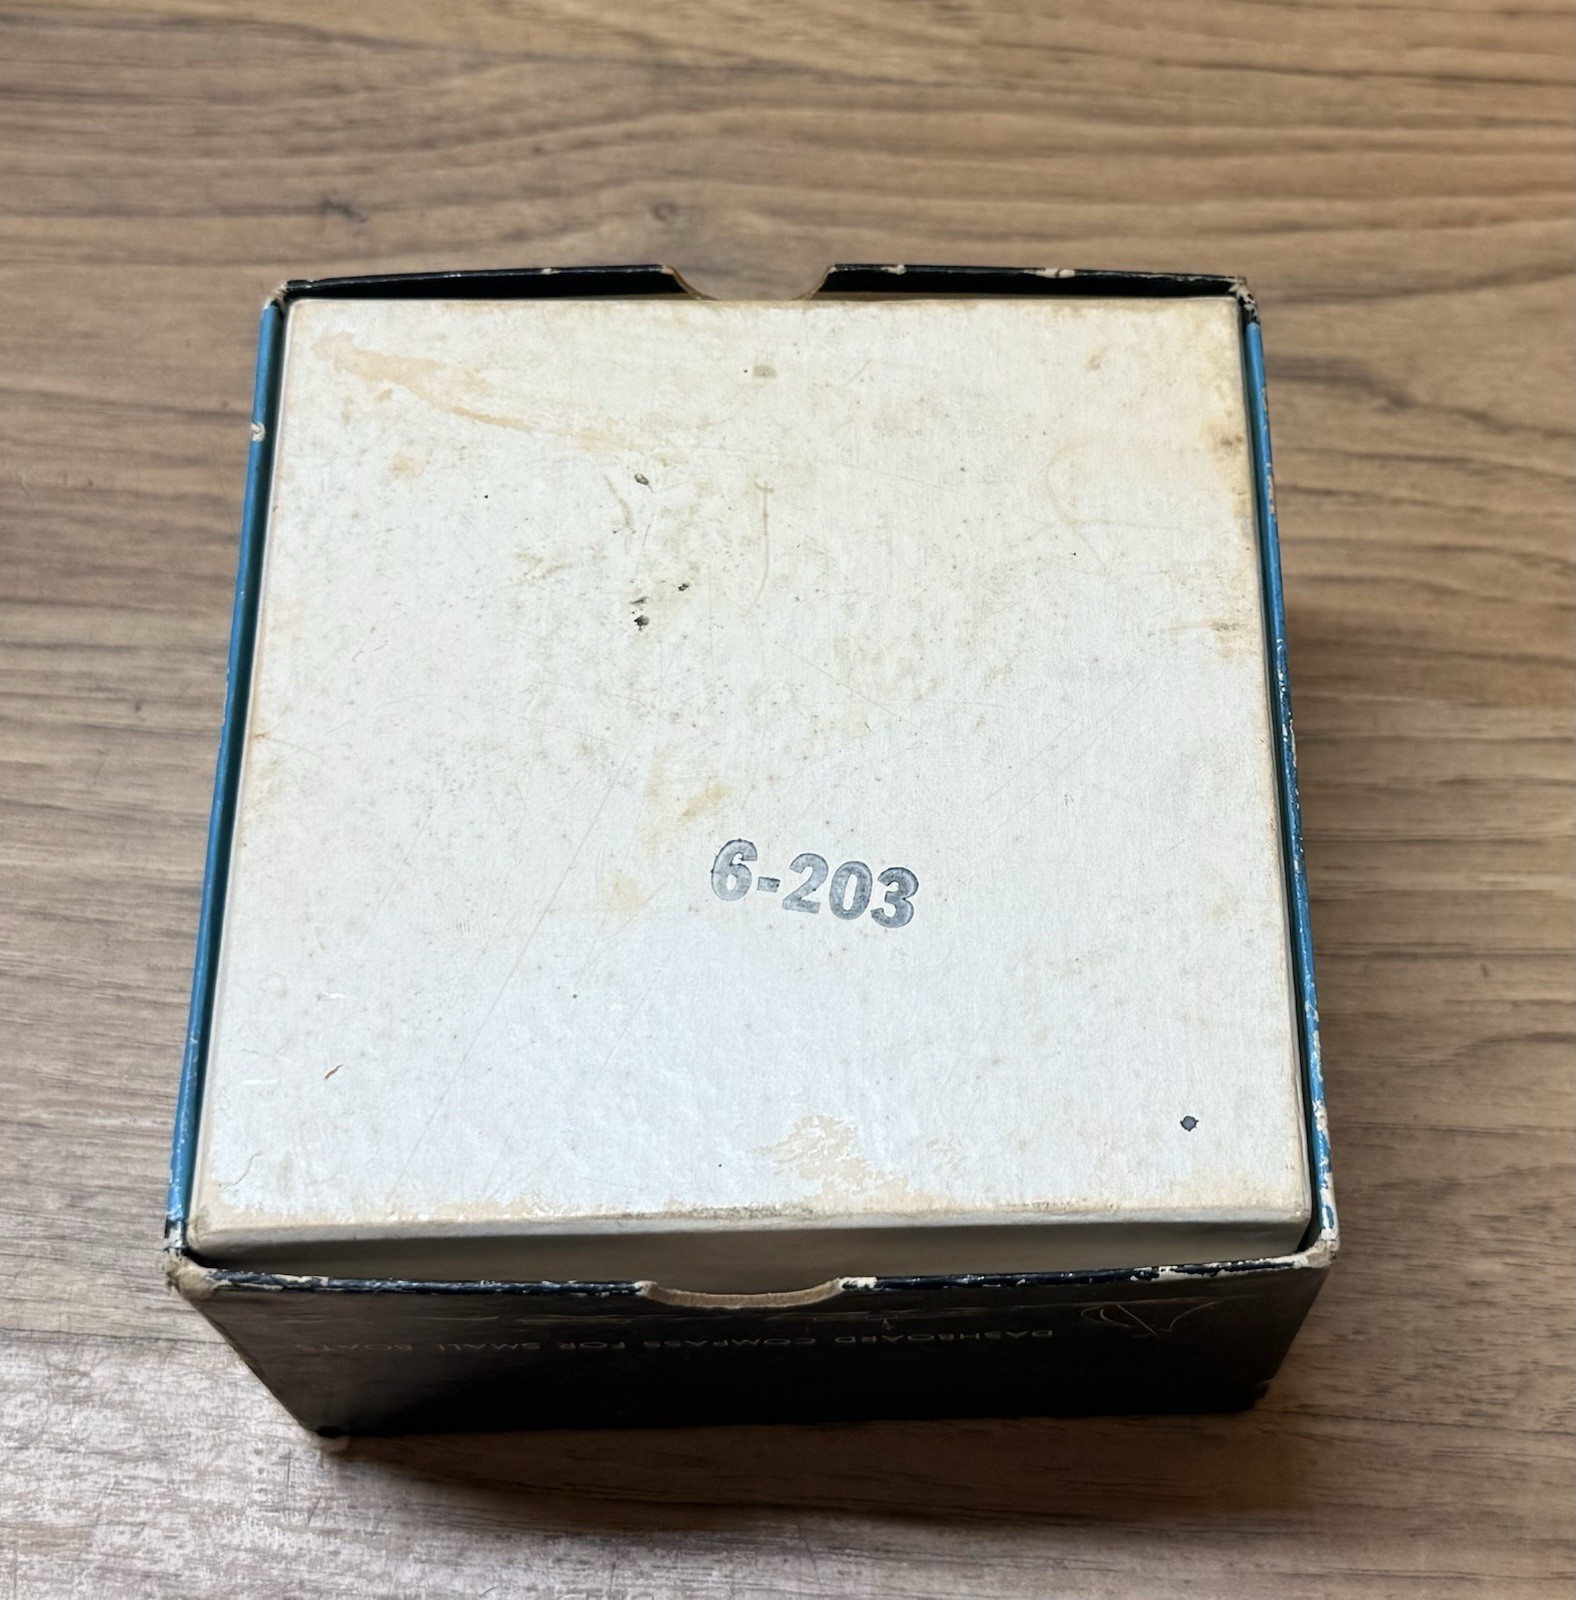 6-203
DASHBOARD COMPASS FOR SMALL BOATS